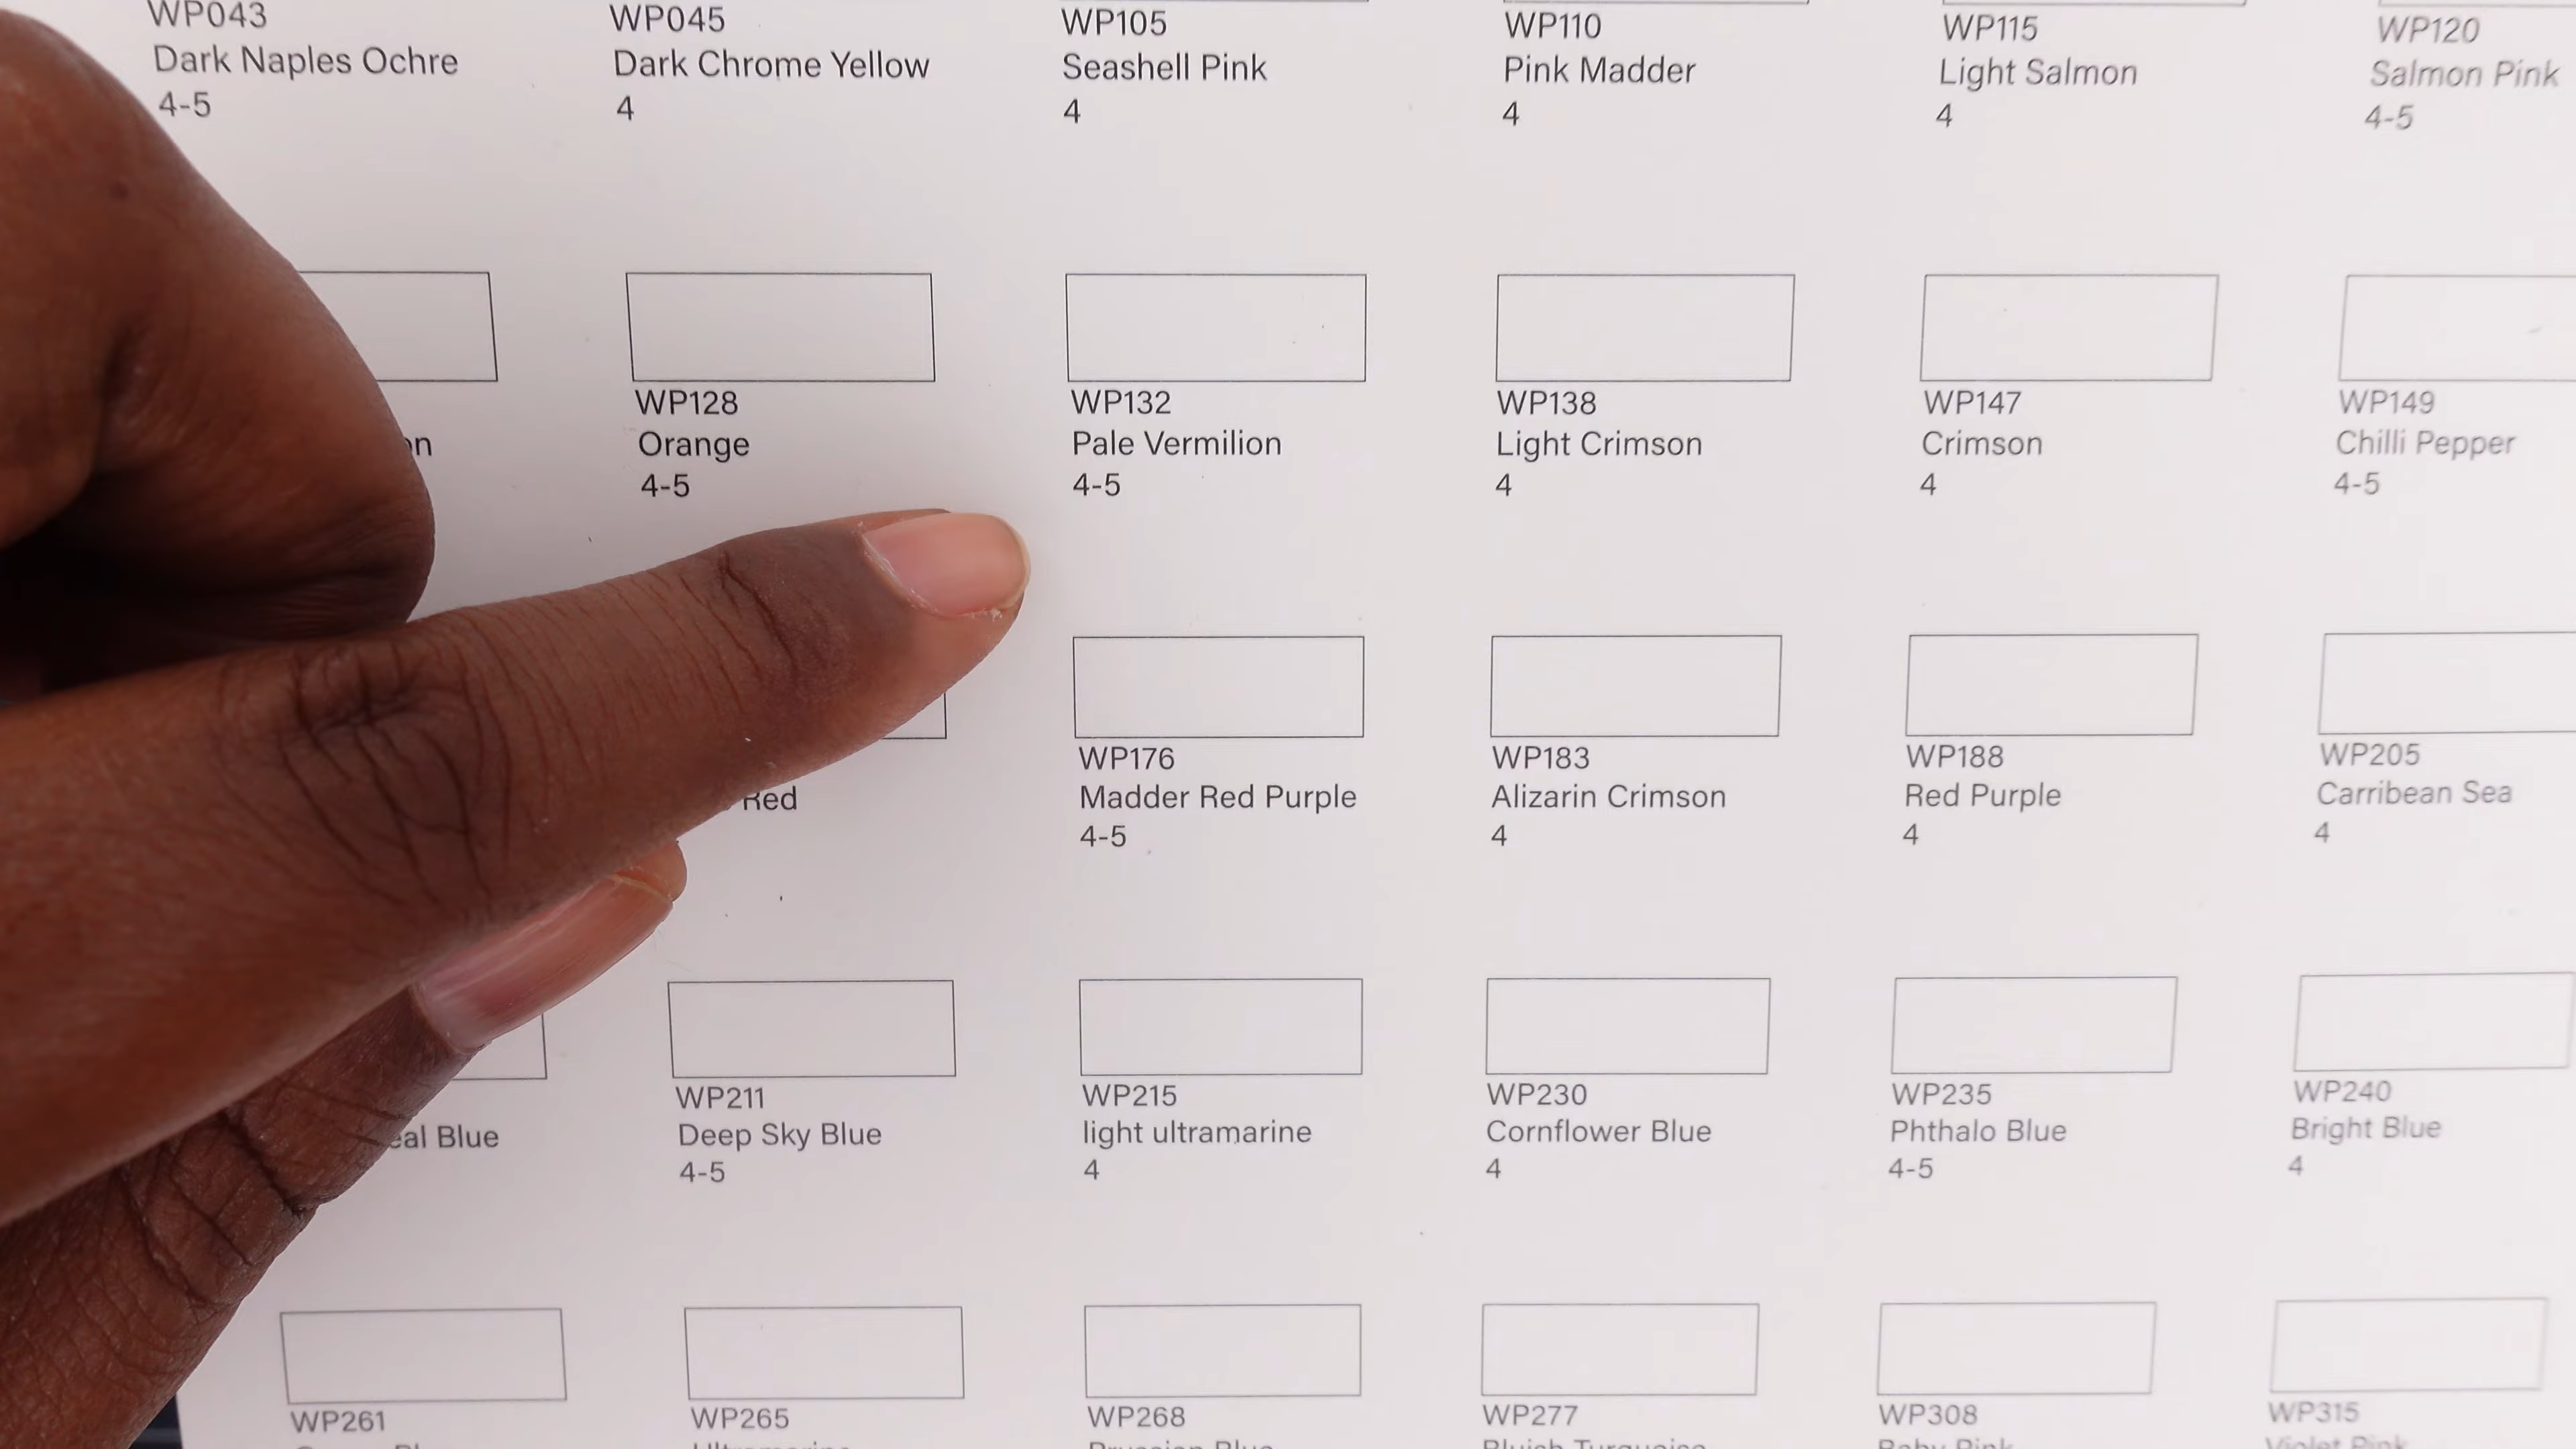 WP043
Dark Naples Ochre
4-5
WP045
Dark Chrome Yellow
4
WP105
Seashell Pink
4
WP110
Pink Madder
4
WP115
Light Salmon
4
WP120
Salmon Pink
4-5
WP128
Orange
4-5
WP132
Pale Vermilion
4-5
WP138
Light Crimson
4
WP147
Crimson
4
WP149
Chilli Pepper
4-5
Red
WP176
Madder Red Purple
4-5
WP183
Alizarin Crimson
4
WP188
Red Purple
4
WP205
Carribean Sea
4
Blue
WP211
Deep Sky Blue
4-5
WP215
light ultramarine
4
WP230
Cornflower Blue
4
WP235
Phthalo Blue
4-5
WP240
Bright Blue
4
WP261
WP265
WP268
WP277
WP308
WP315